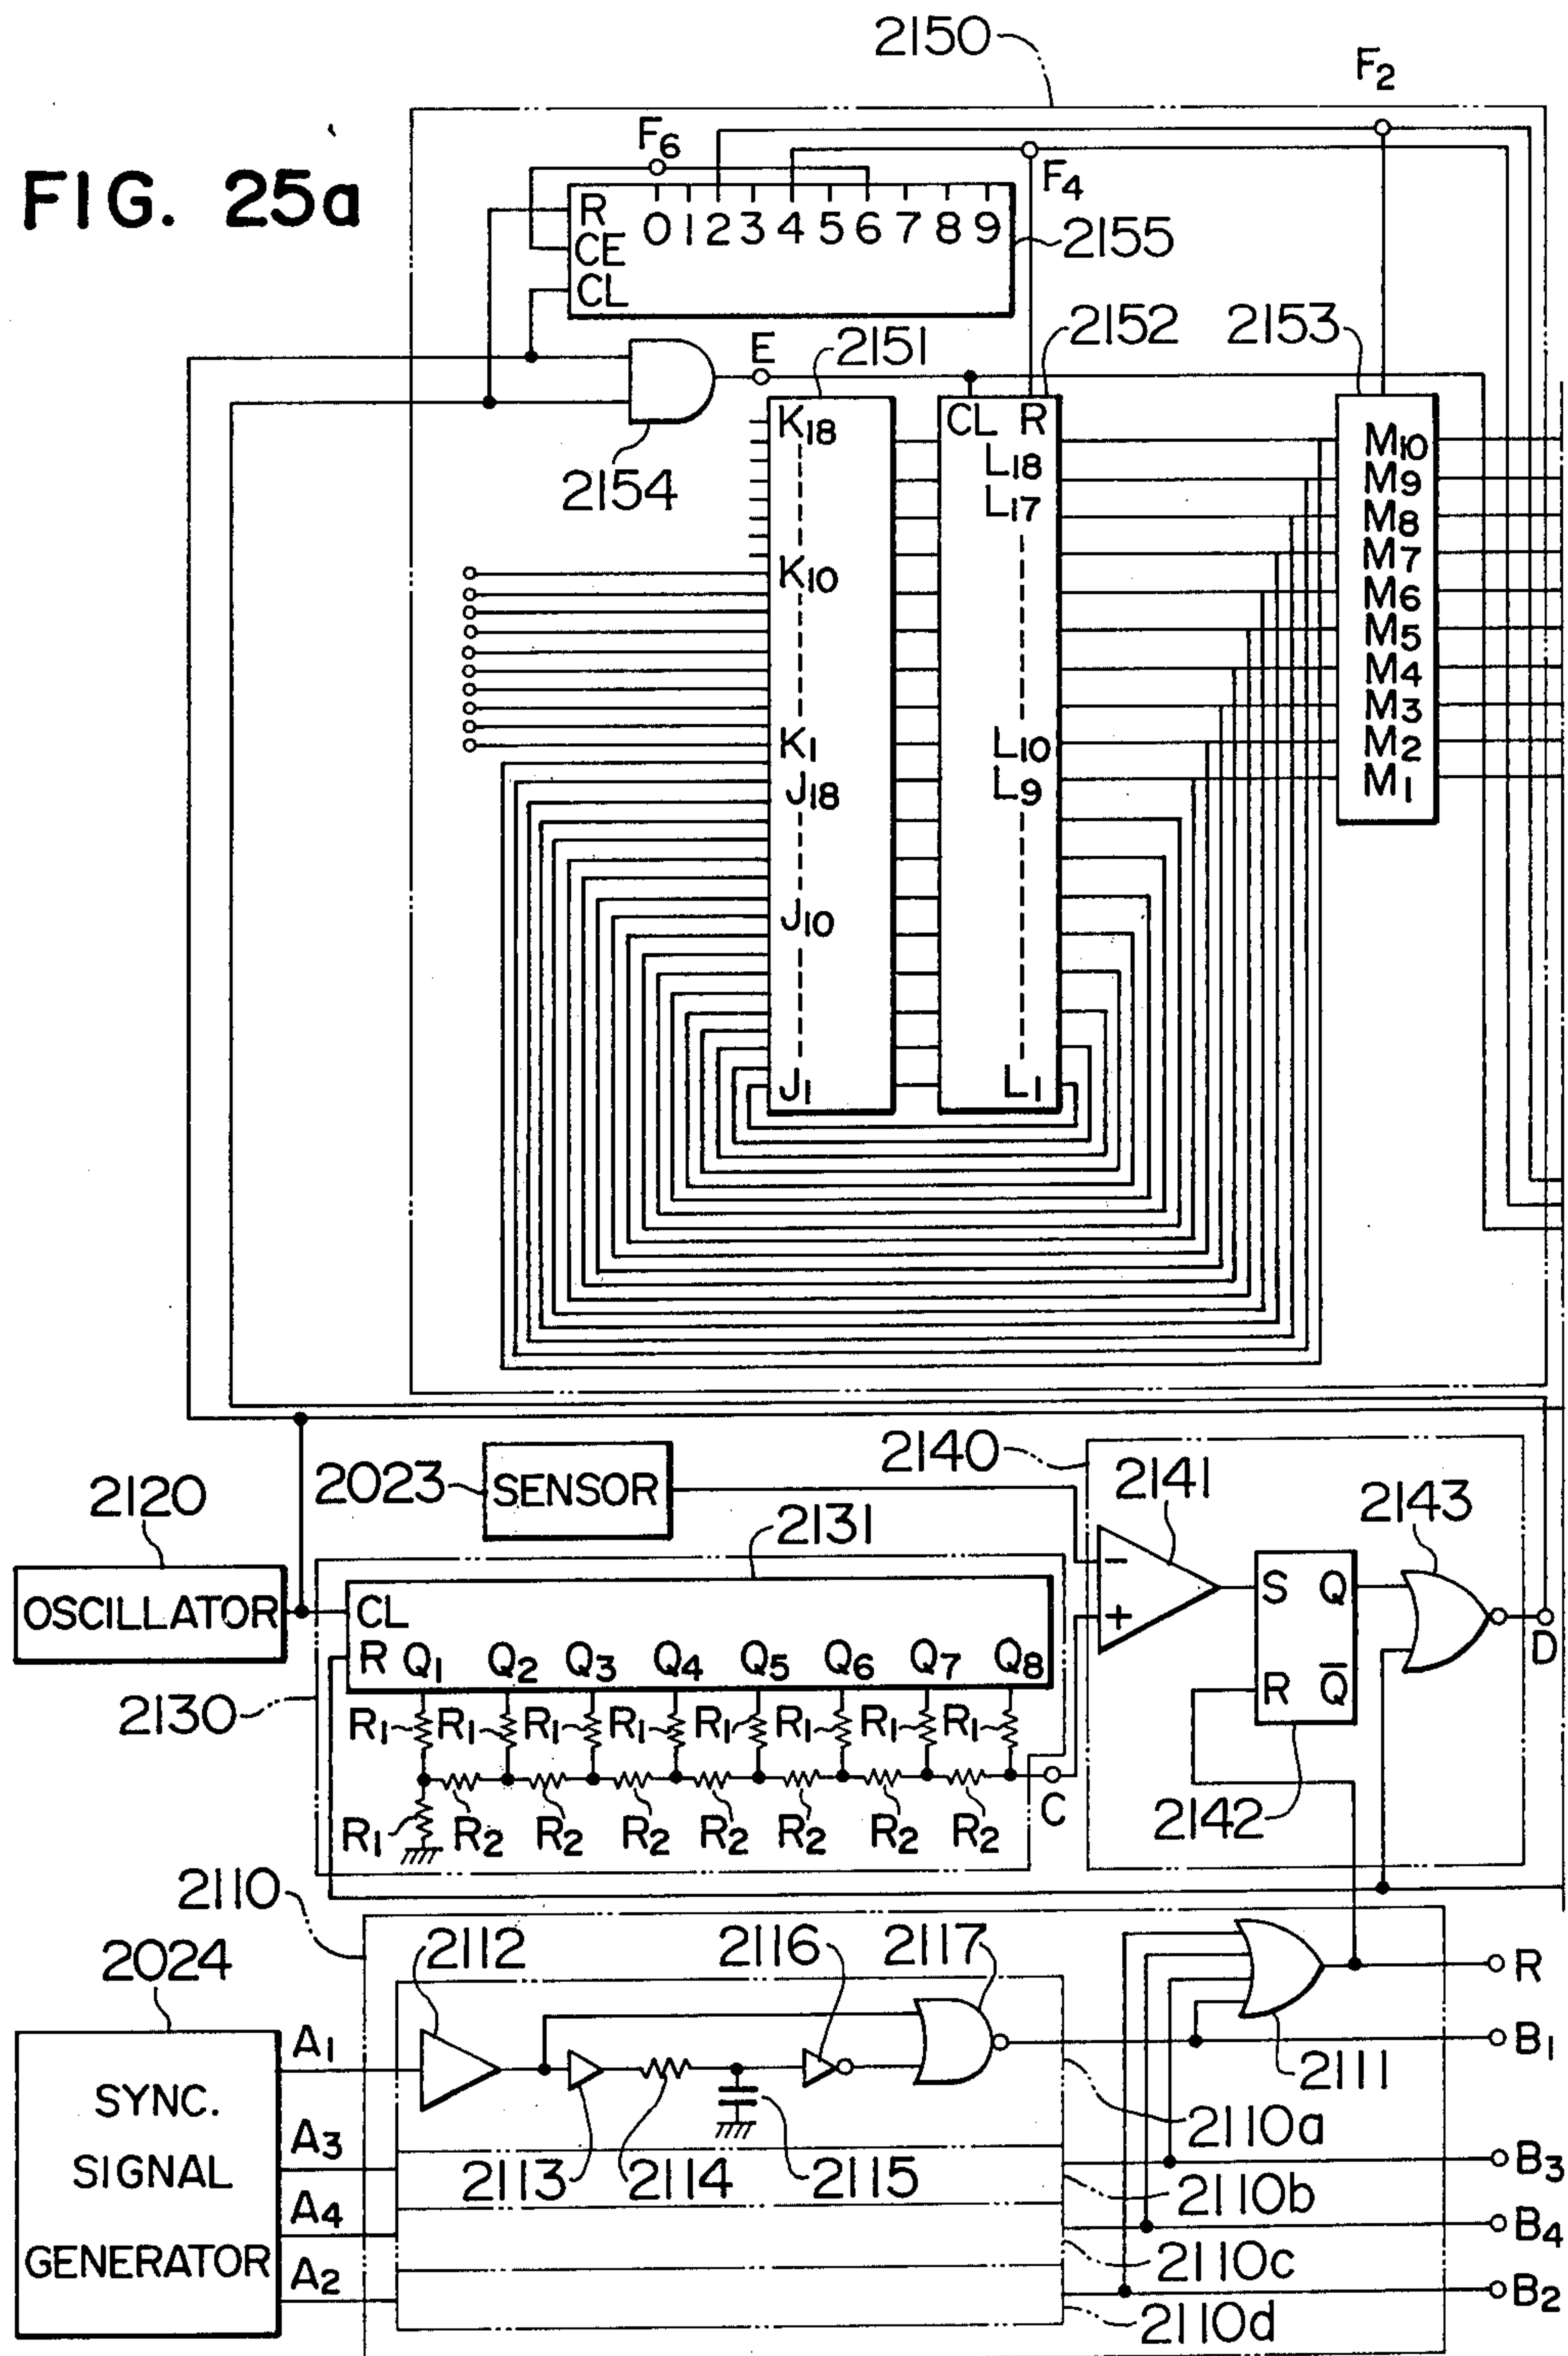 2150
F2
FIG. 25a
F6
F4
R
CE
CL
0 1 2 3 4 5 6 7 8 9
2155
E
2151
2152
2153
2154
K18
K10
K1
J18
J10
J1
CL R
L18
L17
L10
L9
L1
M10
M9
M8
M7
M6
M5
M4
M3
M2
M1
2120
OSCILLATOR
2023
SENSOR
2131
2140
2141
2143
CL
R Q1 Q2 Q3 Q4 Q5 Q6 Q7 Q8
2130
R1 R1 R1 R1 R1 R1 R1 R1
R1 R2 R2 R2 R2 R2 R2 R2
C
- 
+
S Q
R Q̅
D
2142
2110
2024
2112
2116
2117
R
A1
B1
2111
SYNC.
SIGNAL
GENERATOR
2110a
A3
2113
2114
2115
B3
2110b
A4
B4
2110c
A2
B2
2110d